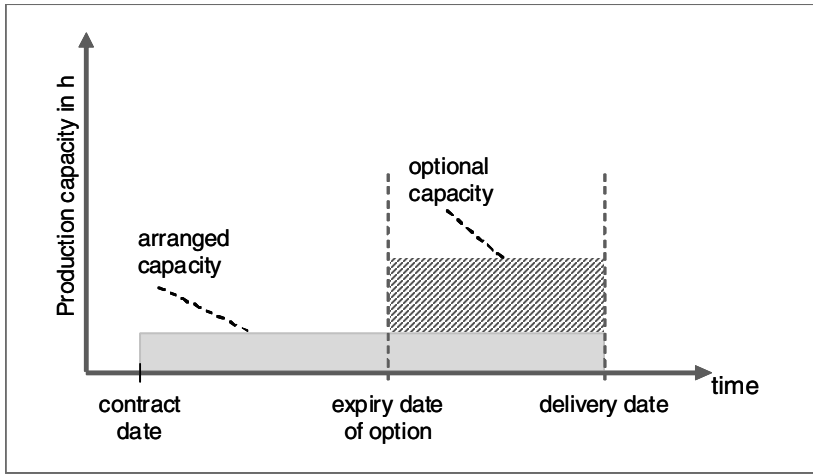 Production capacity in h
optional
capacity
arranged
capacity
time
contract
date
expiry date
of option
delivery date